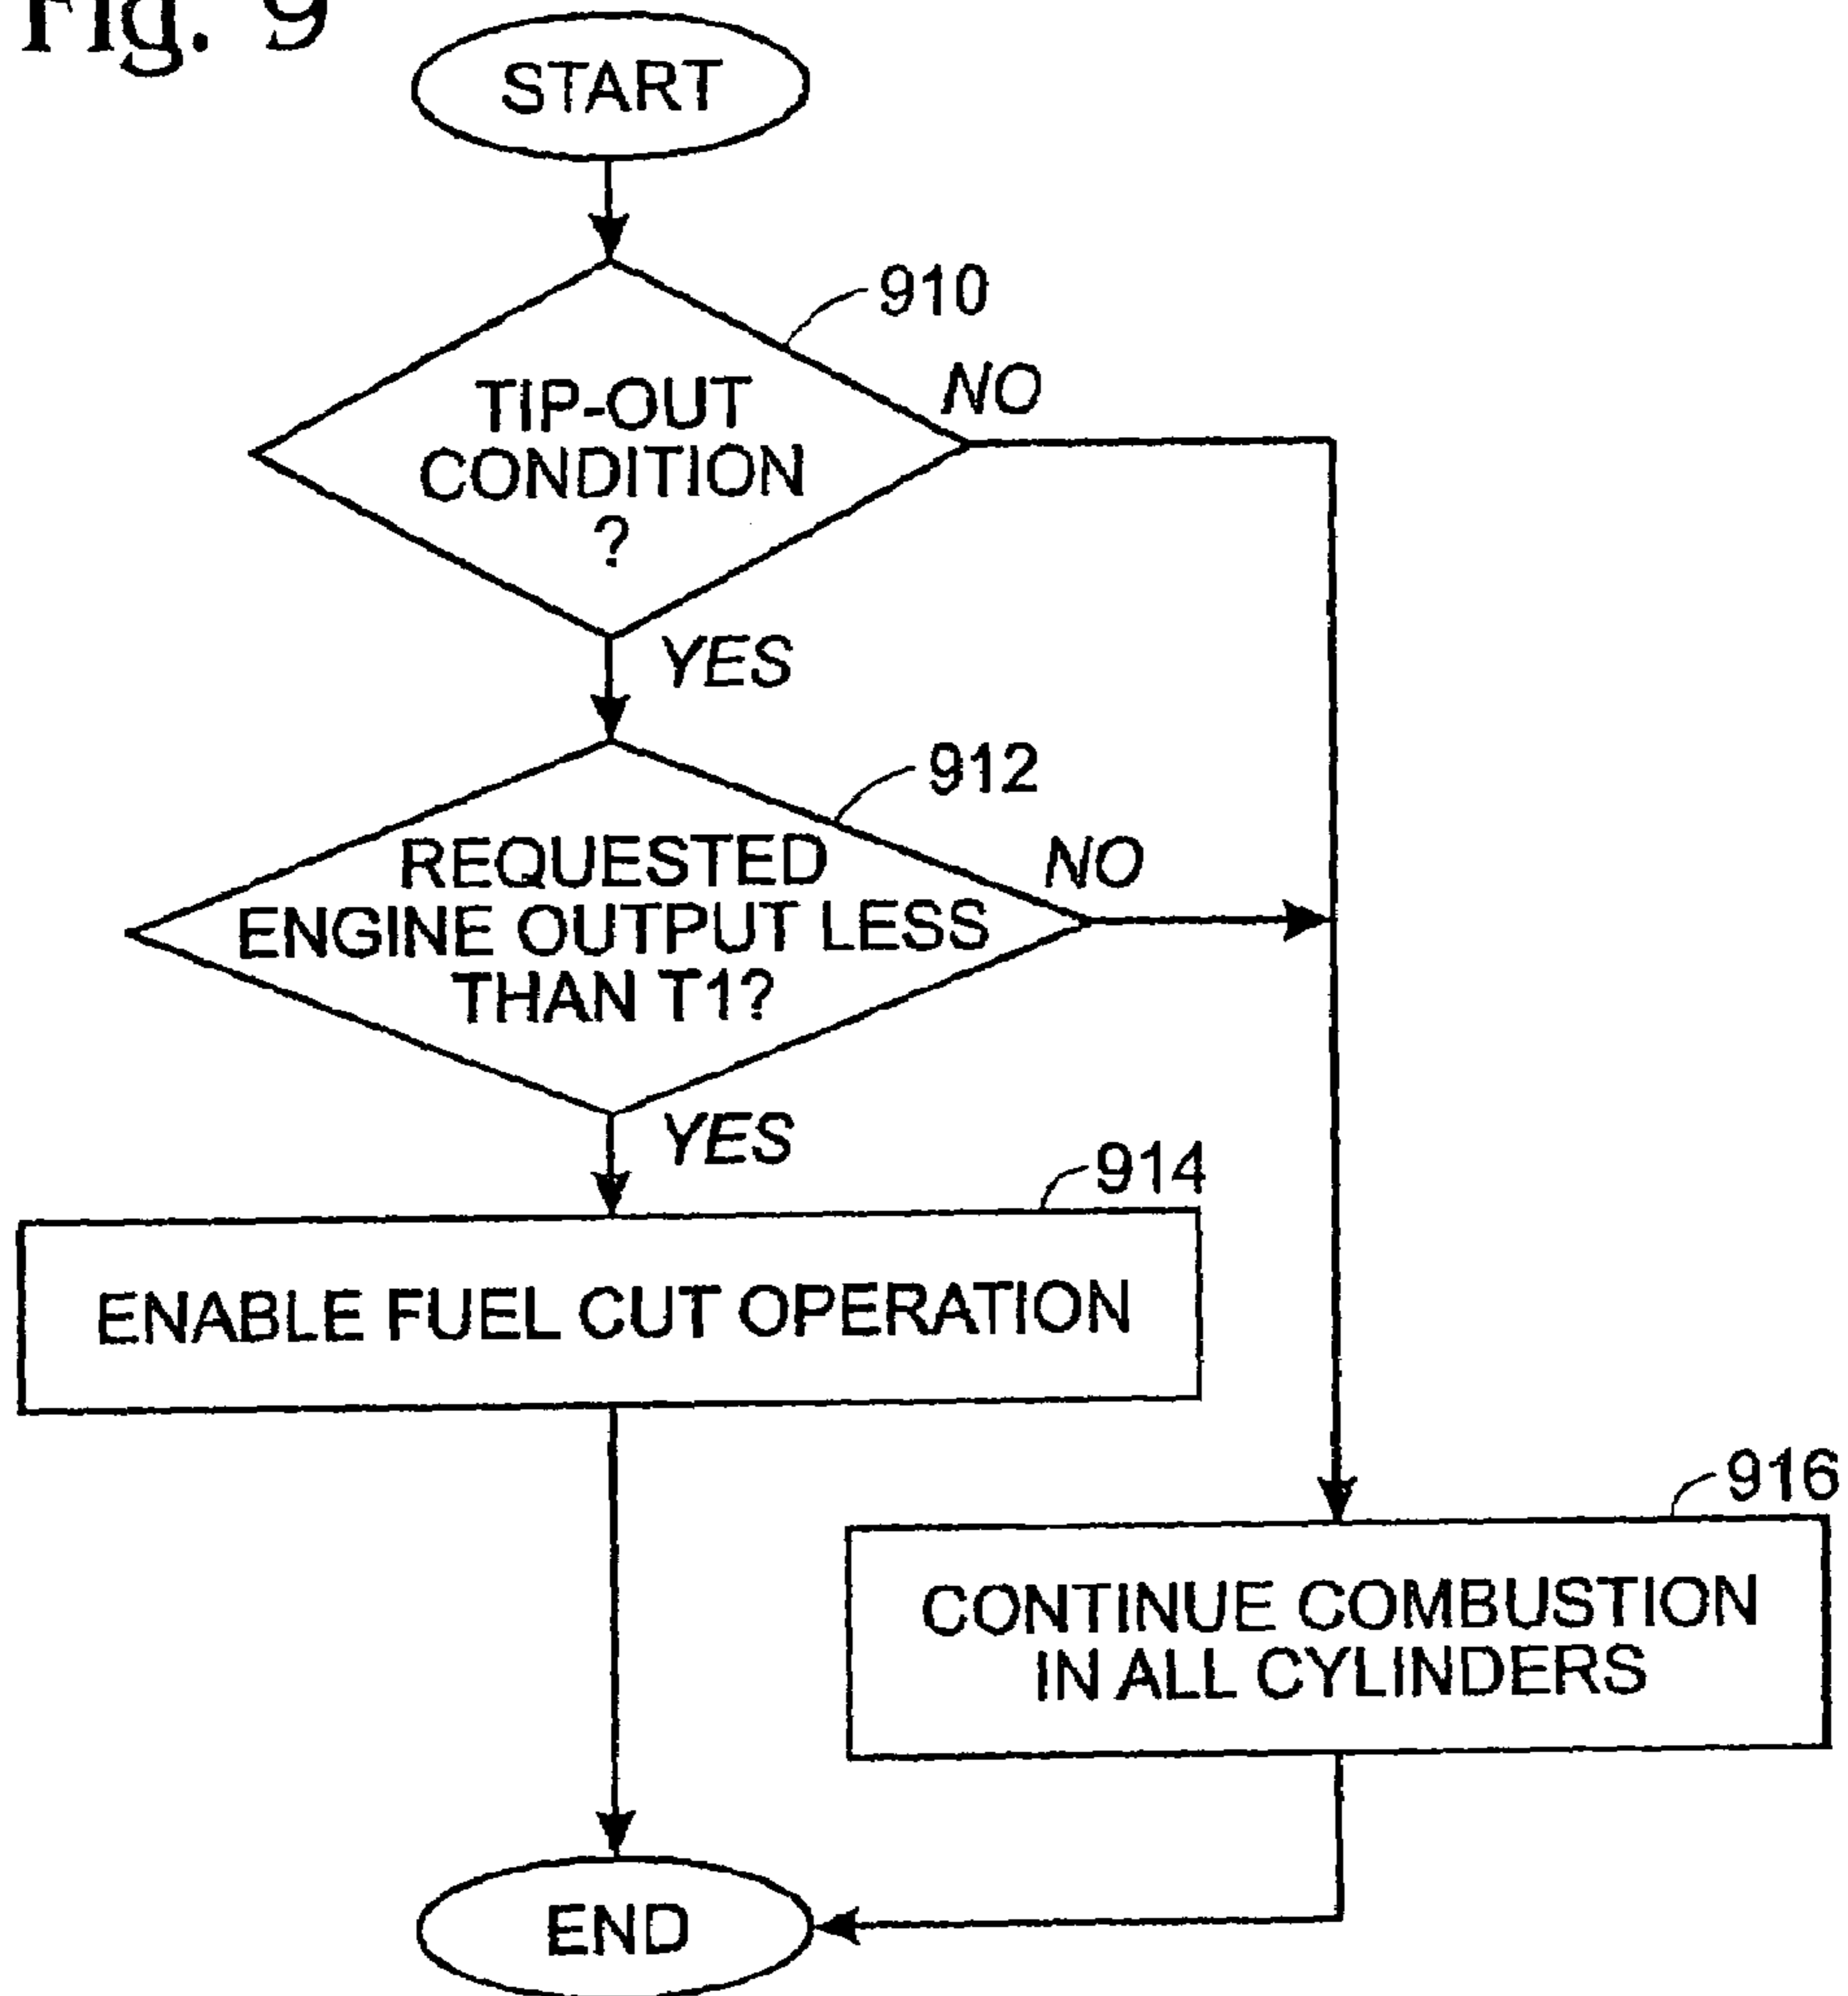 Fig. 9
START
910
NO
TIP-OUT
CONDITION
?
YES
912
NO
REQUESTED
ENGINE OUTPUT LESS
THAN T1?
YES
914
ENABLE FUEL CUT OPERATION
916
CONTINUE COMBUSTION
IN ALL CYLINDERS
END